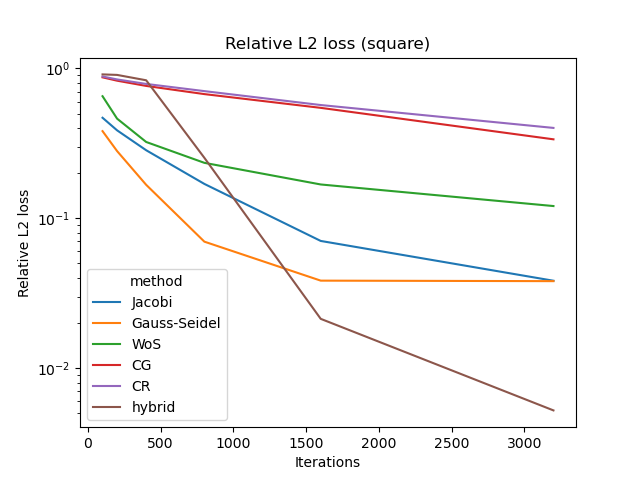 Relative L2 loss (square)
Relative L2 loss
10⁰
10⁻¹
10⁻²
method
Jacobi
Gauss-Seidel
WoS
CG
CR
hybrid
0 500 1000 1500 2000 2500 3000
Iterations